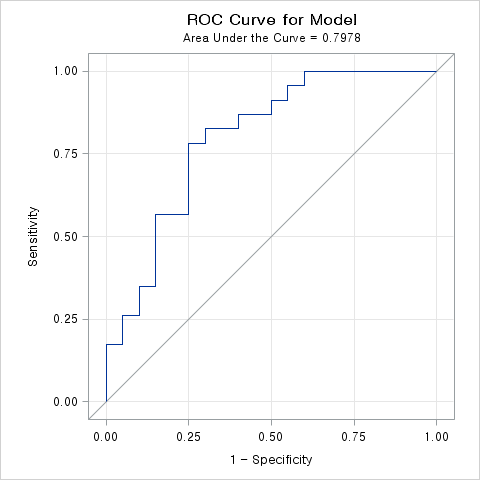 ROC Curve for Model
Area Under the Curve = 0.7978
1.00
0.75
0.50
0.25
0.00
Sensitivity
0.00 0.25 0.50 0.75 1.00
1 − Specificity